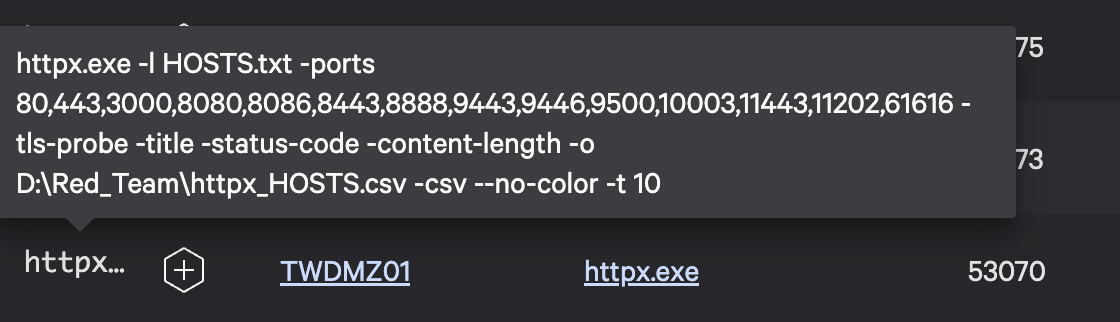 75
httpx.exe -l HOSTS.txt -ports
80,443,3000,8080,8086,8443,8888,9443,9446,9500,10003,11443,11202,61616 -
tls-probe -title -status-code -content-length -o
73
D:\Red_Team\httpx_HOSTS.csv -csv --no-color -t 10
httpx... TWDMZ01 httpx.exe 53070